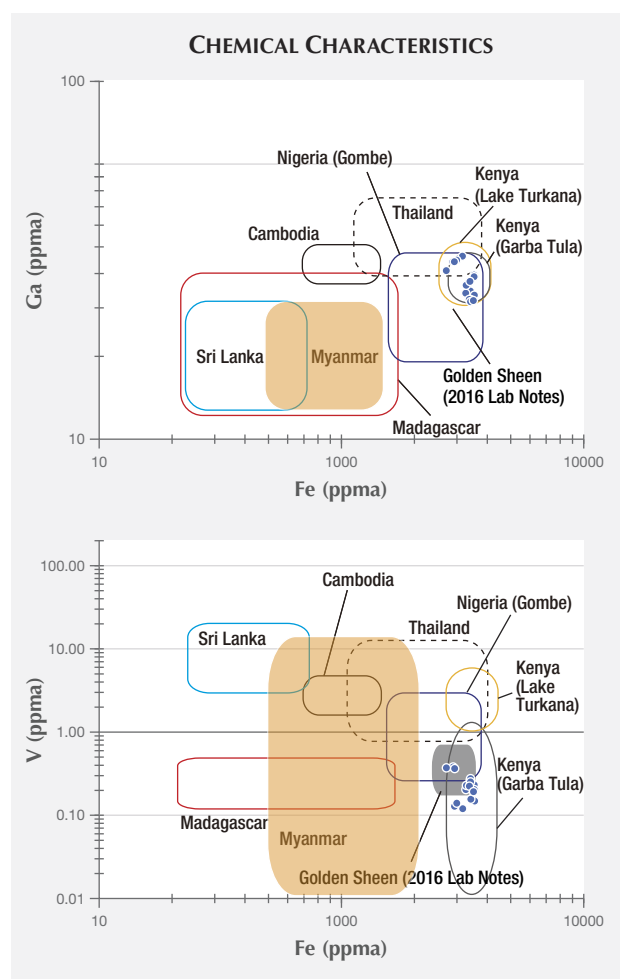 CHEMICAL CHARACTERISTICS
100
Nigeria (Gombe)
Kenya
(Lake Turkana)
Thailand
Kenya
(Garba Tula)
Cambodia
Ga (ppma)
Sri Lanka
Myanmar
Golden Sheen
(2016 Lab Notes)
Madagascar
10
10
1000
10000
Fe (ppma)
100.00
Cambodia
Nigeria (Gombe)
Thailand
Sri Lanka
10.00
Kenya
(Lake
Turkana)
V (ppma)
1.00
Kenya
(Garba Tula)
0.10
Madagascar
Myanmar
Golden Sheen (2016 Lab Notes)
0.01
10
1000
10000
Fe (ppma)